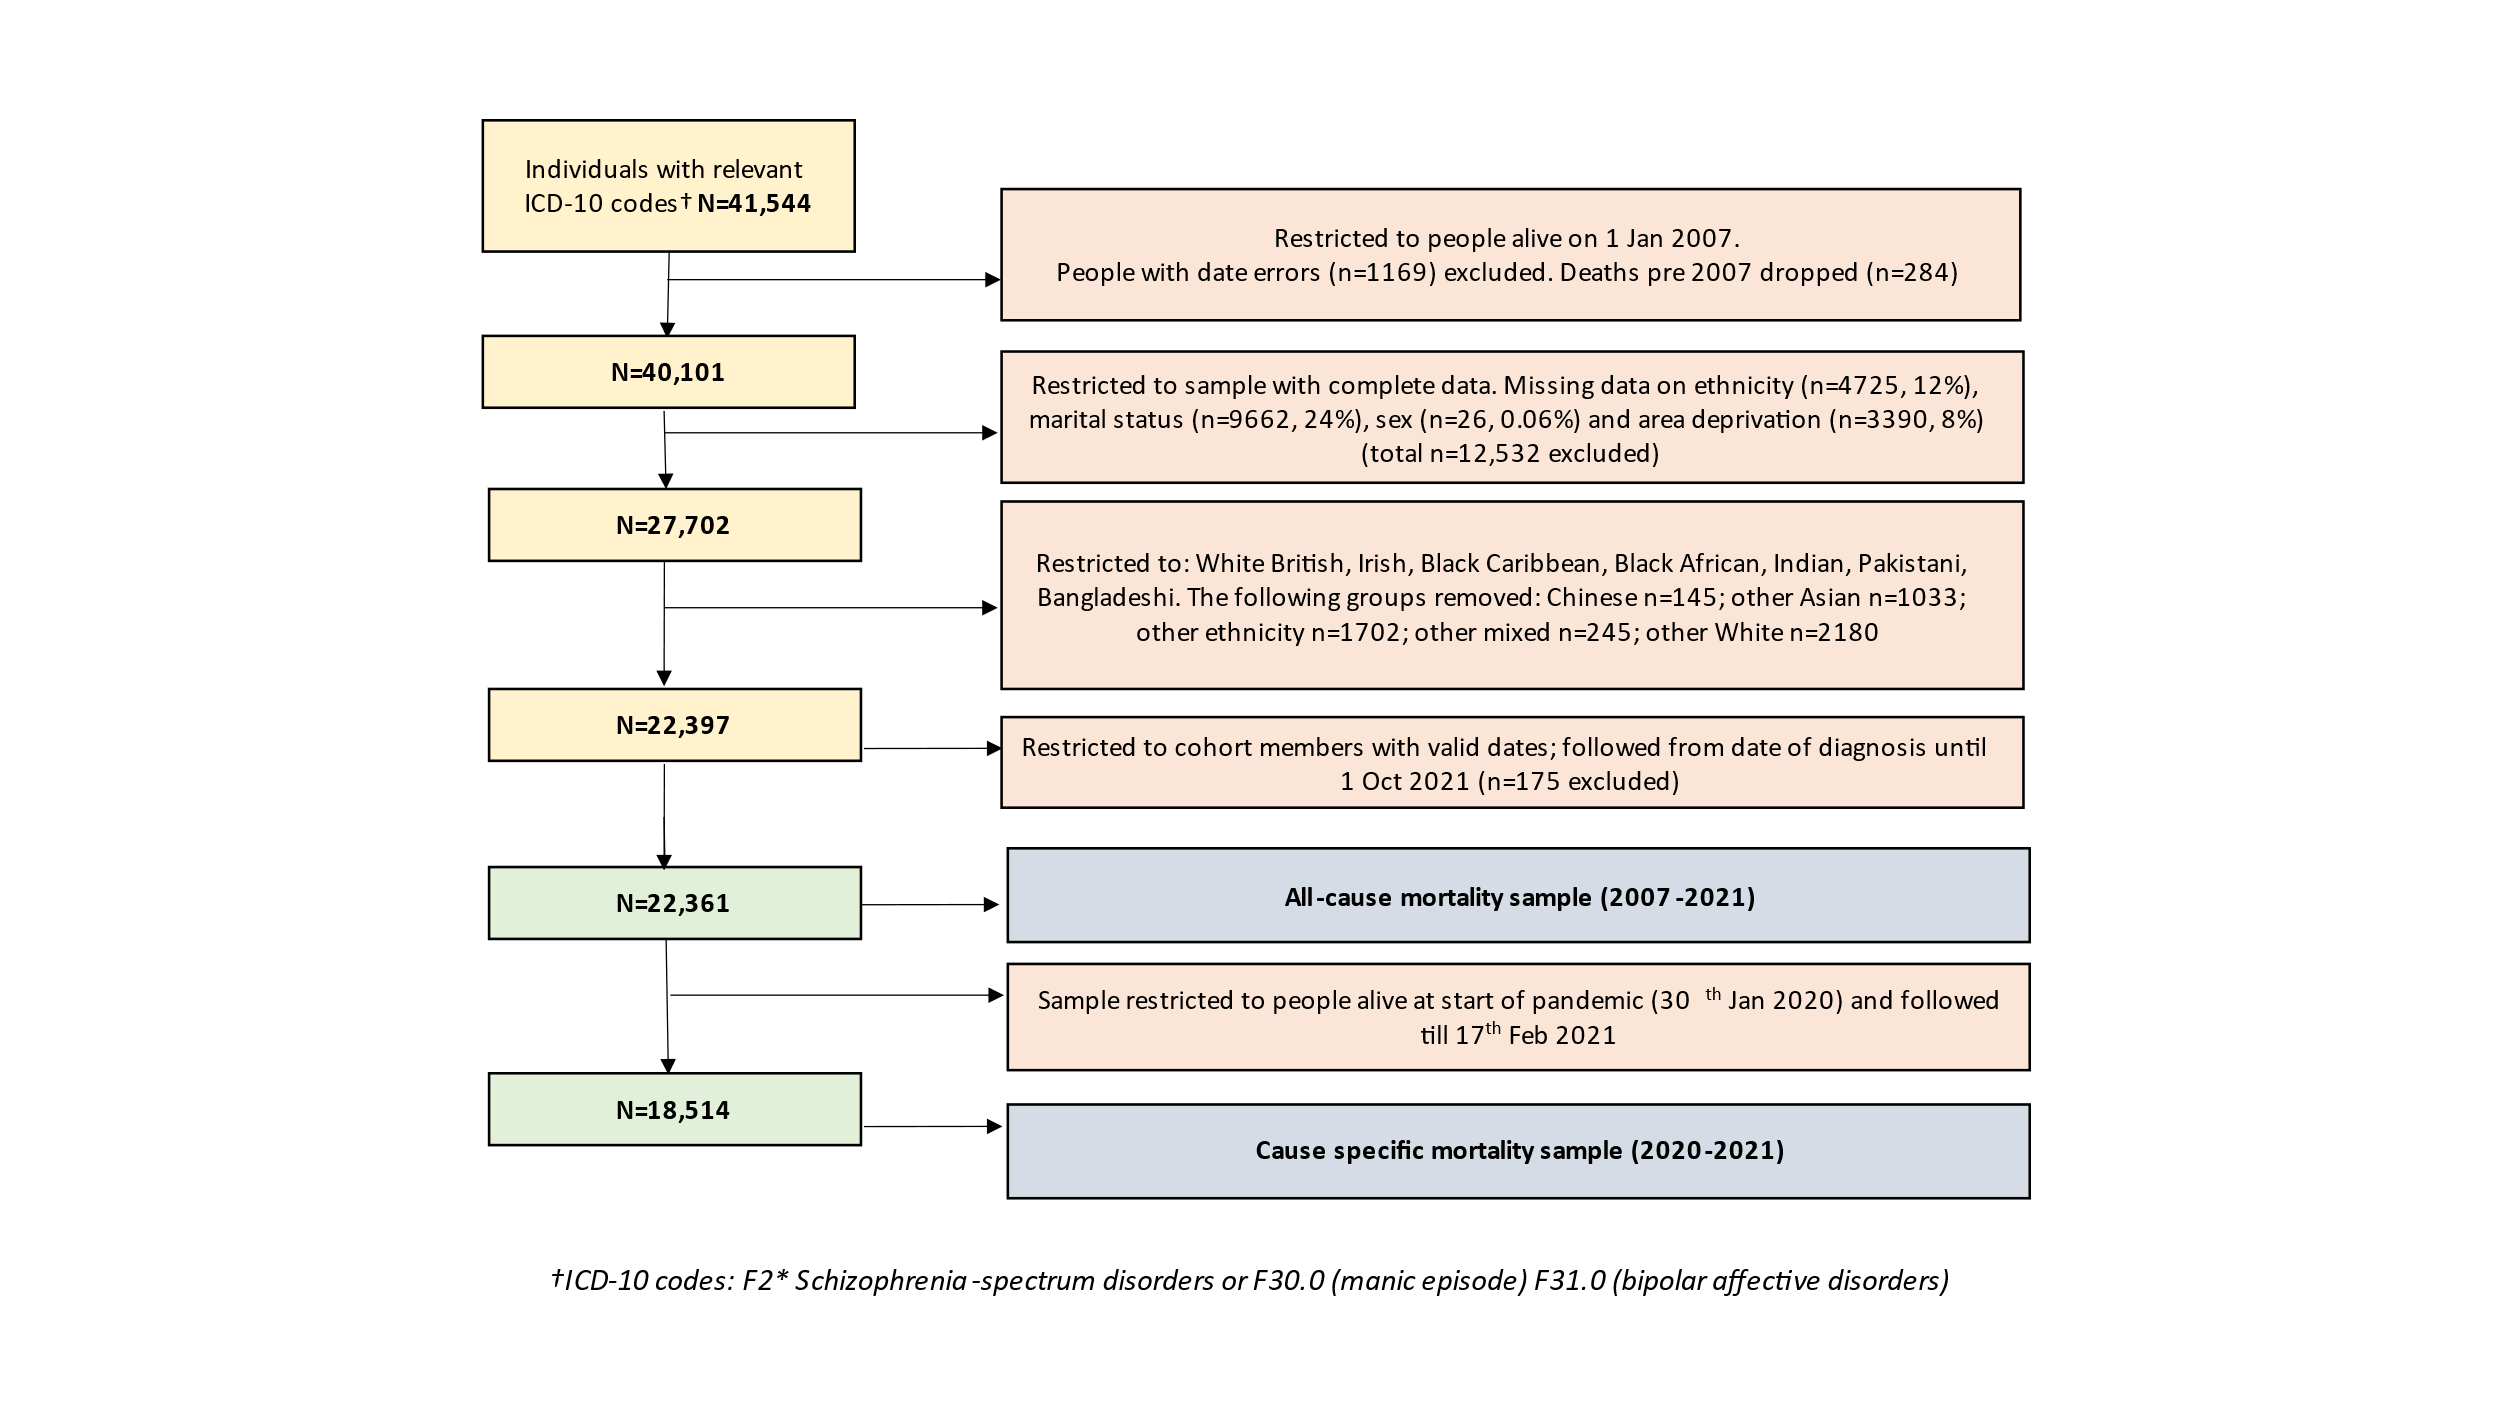 Individuals with relevant
ICD-10 codes† N=41,544
Restricted to people alive on 1 Jan 2007.
People with date errors (n=1169) excluded. Deaths pre 2007 dropped (n=284)
N=40,101
Restricted to sample with complete data. Missing data on ethnicity (n=4725, 12%),
marital status (n=9662, 24%), sex (n=26, 0.06%) and area deprivation (n=3390, 8%)
(total n=12,532 excluded)
N=27,702
Restricted to: White British, Irish, Black Caribbean, Black African, Indian, Pakistani,
Bangladeshi. The following groups removed: Chinese n=145; other Asian n=1033;
other ethnicity n=1702; other mixed n=245; other White n=2180
N=22,397
Restricted to cohort members with valid dates; followed from date of diagnosis until
1 Oct 2021 (n=175 excluded)
N=22,361
All-cause mortality sample (2007-2021)
Sample restricted to people alive at start of pandemic (30 th Jan 2020) and followed
till 17th Feb 2021
N=18,514
Cause specific mortality sample (2020-2021)
†ICD-10 codes: F2* Schizophrenia-spectrum disorders or F30.0 (manic episode) F31.0 (bipolar affective disorders)